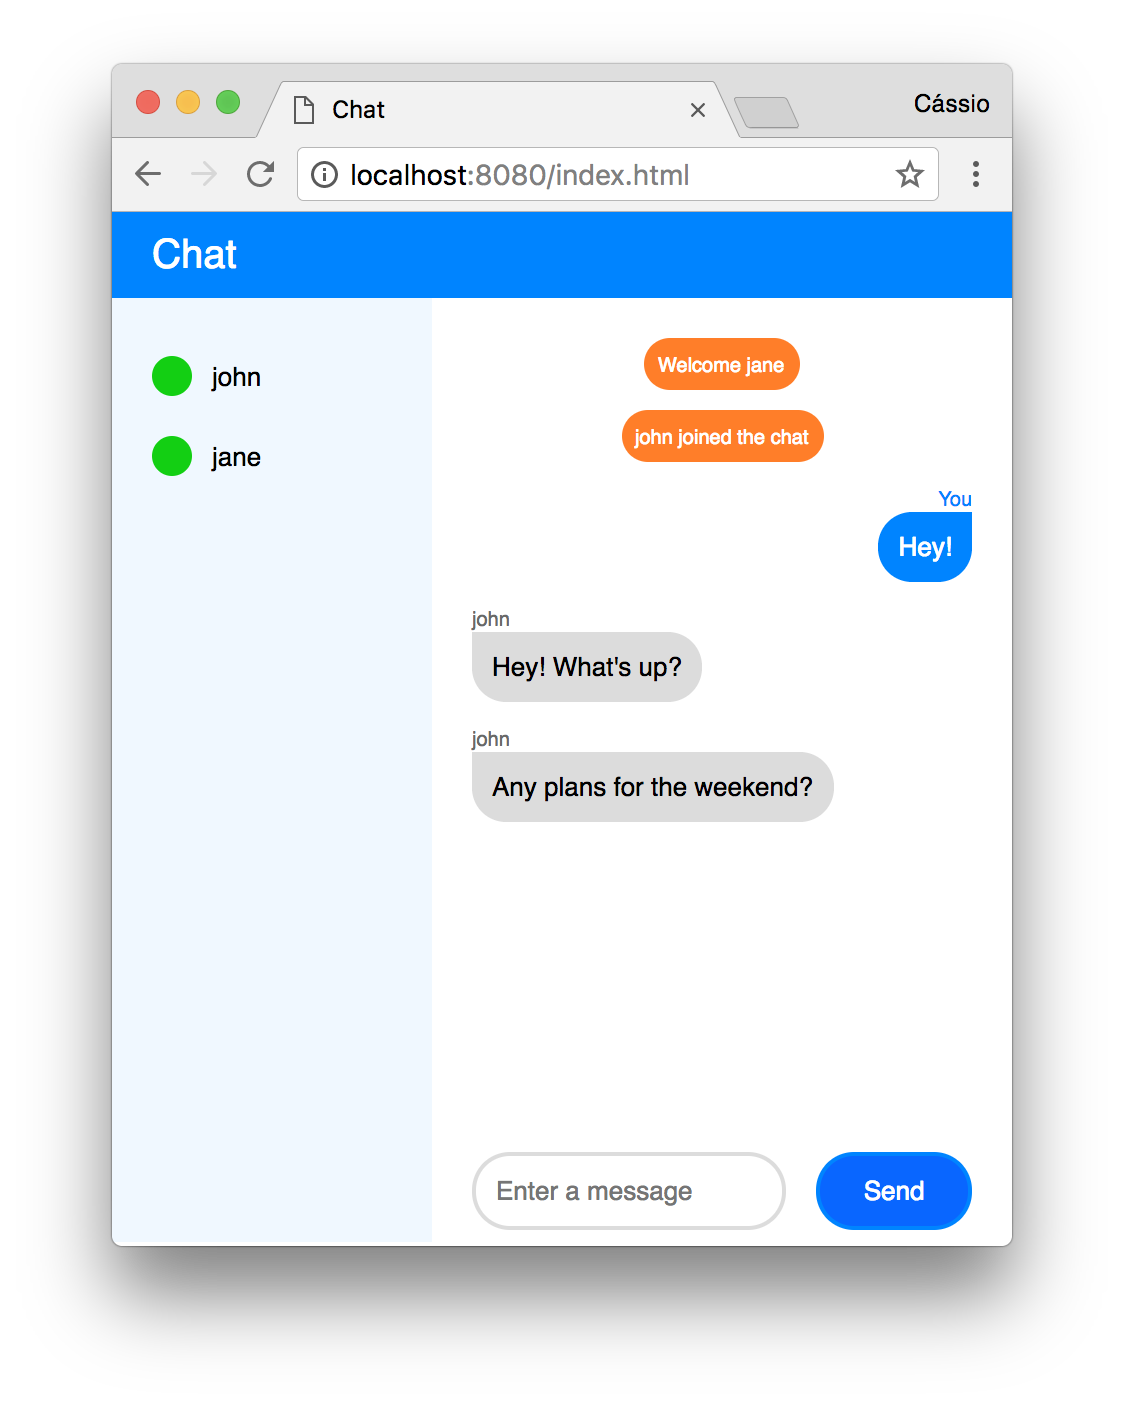 Chat
Cássio
localhost:8080/index.html
Chat
john
jane
Welcome jane
john joined the chat
You
Hey!
john
Hey! What's up?
john
Any plans for the weekend?
Enter a message
Send